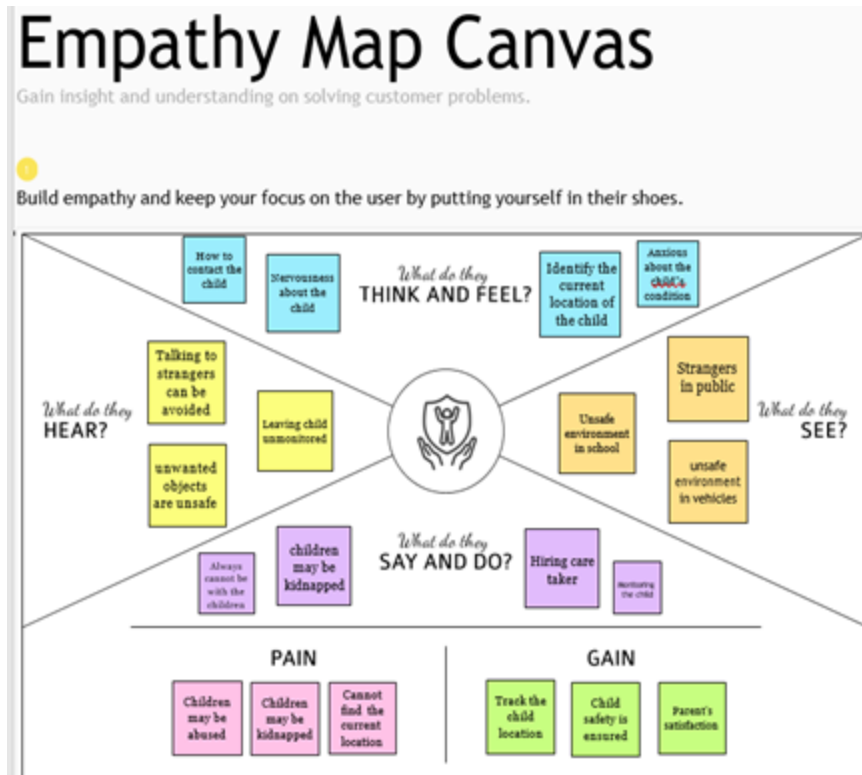 Empathy Map Canvas
Gain insight and understanding on solving customer problems.
Build empathy and keep your focus on the user by putting yourself in their shoes.
What do they
THINK AND FEEL?
How to
contact the
child
Nervousness
about the
child
Identify the
current
location of
the child
Anxious
about the
child's
condition
What do they
HEAR?
Talking to
strangers
can be
avoided
Leaving child
unmonitored
unwanted
objects
are unsafe
What do they
SEE?
Strangers
in public
Unsafe
environment
in school
unsafe
environment
in vehicles
What do they
SAY AND DO?
Always
cannot be
with the
children
children
may be
kidnapped
Hiring care
taker
Monitoring
the child
PAIN
Children
may be
abused
Children
may be
kidnapped
Cannot
find the
current
location
GAIN
Track the
child
location
Child
safety is
ensured
Parent's
satisfaction